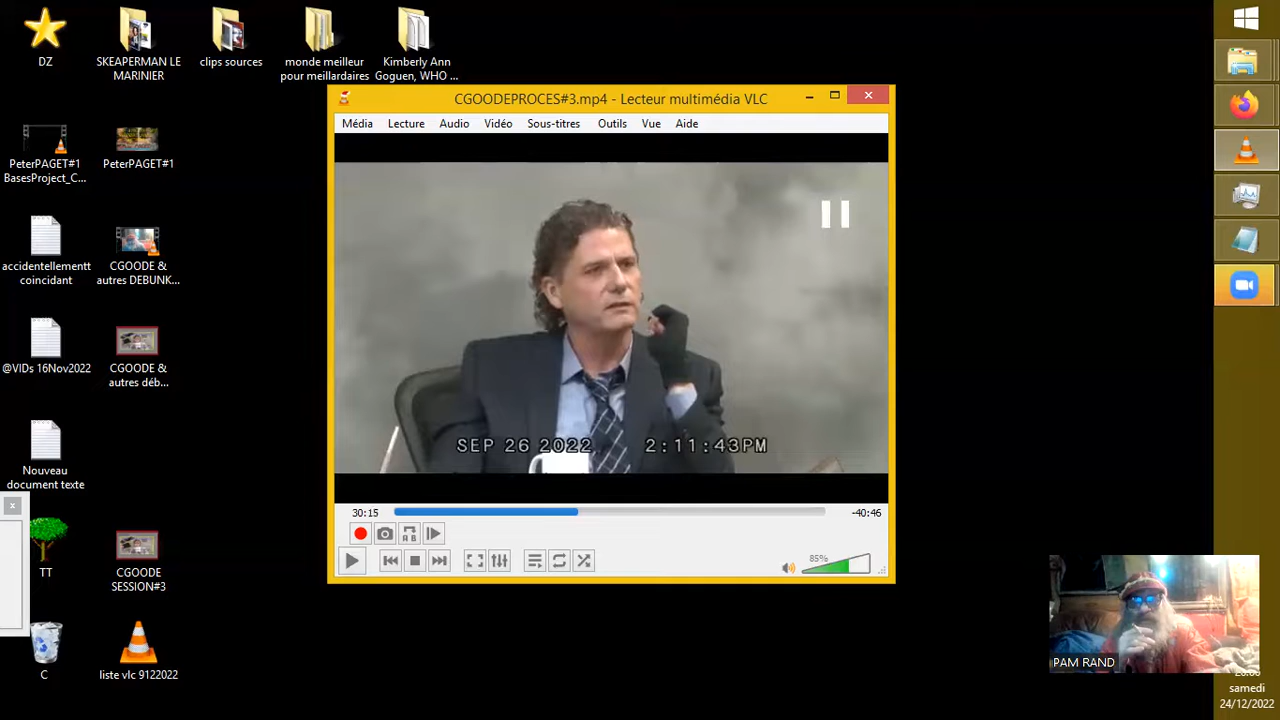 DZ
SKEAPERMAN LE
MARINIER
clips sources
monde meilleur
pour meillardaires
Kimberly Ann
Goguen, WHO ...
PeterPAGET#1
BasesProject_C...
PeterPAGET#1
accidentellementt
coincidant
CGOODE &
autres DEBUNK...
@VIDs 16Nov2022
CGOODE &
autres déb...
Nouveau
document texte
x
TT
CGOODE
SESSION#3
C
liste vlc 9122022
CGOODEPROCES#3.mp4 - Lecteur multimédia VLC
Média Lecture Audio Vidéo Sous-titres Outils Vue Aide
SEP 26 2022 2:11:43PM
30:15
-40:46
A B
85%
PAM RAND
samedi
24/12/2022